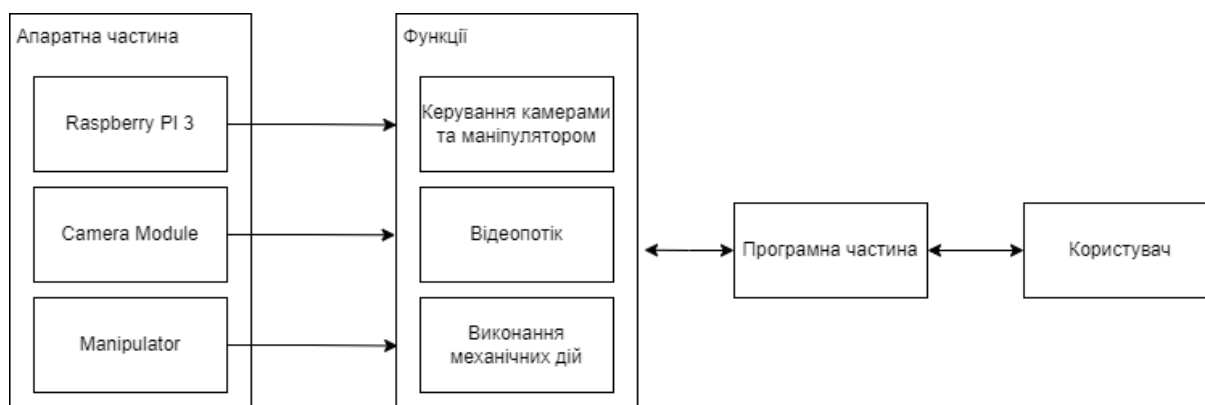 Апаратна частина
Raspberry PI 3
Camera Module
Manipulator
Функції
Керування камерами
та маніпулятором
Відеопотік
Виконання
механічних дій
Програмна частина
Користувач